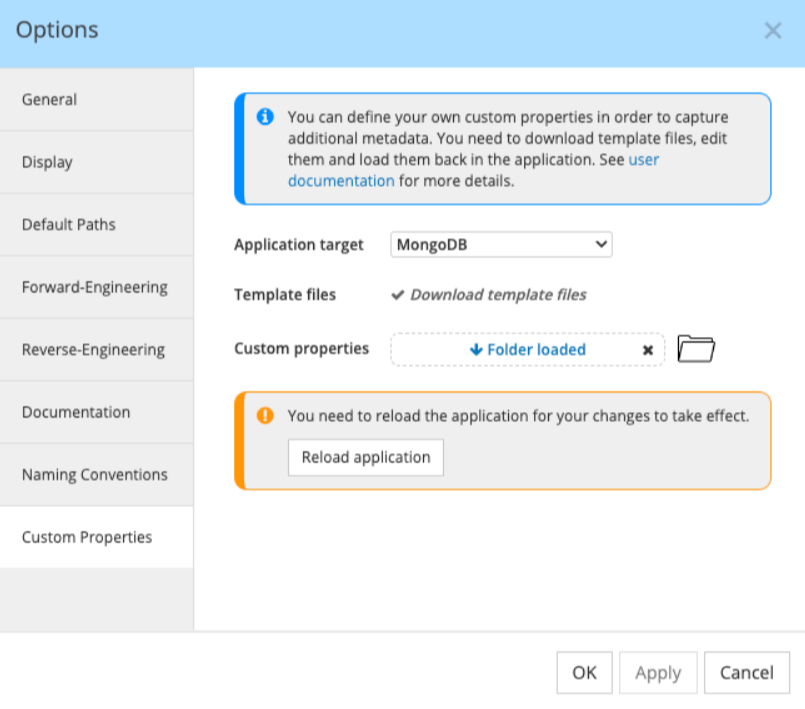 Options
General
Display
Default Paths
Forward-Engineering
Reverse-Engineering
Documentation
Naming Conventions
Custom Properties
You can define your own custom properties in order to capture
additional metadata. You need to download template files, edit
them and load them back in the application. See user
documentation for more details.
Application target MongoDB
Template files Download template files
Custom properties Folder loaded
You need to reload the application for your changes to take effect.
Reload application
OK Apply Cancel